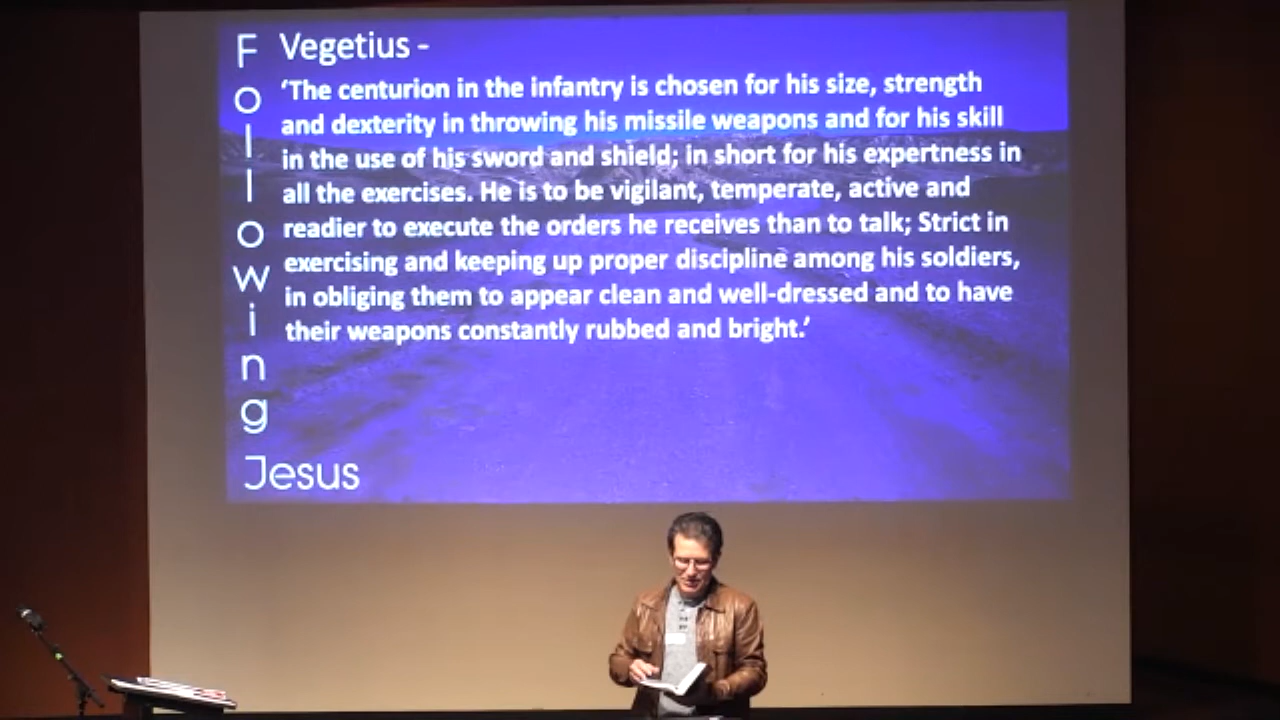 Following
Jesus
Vegetius -
‘The centurion in the infantry is chosen for his size, strength
and dexterity in throwing his missile weapons and for his skill
in the use of his sword and shield; in short for his expertness in
all the exercises. He is to be vigilant, temperate, active and
readier to execute the orders he receives than to talk; Strict in
exercising and keeping up proper discipline among his soldiers,
in obliging them to appear clean and well-dressed and to have
their weapons constantly rubbed and bright.’